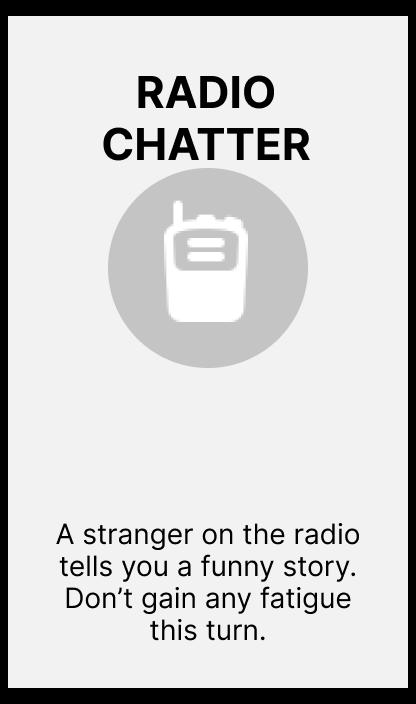 RADIO
CHATTER
A stranger on the radio
tells you a funny story.
Don’t gain any fatigue
this turn.